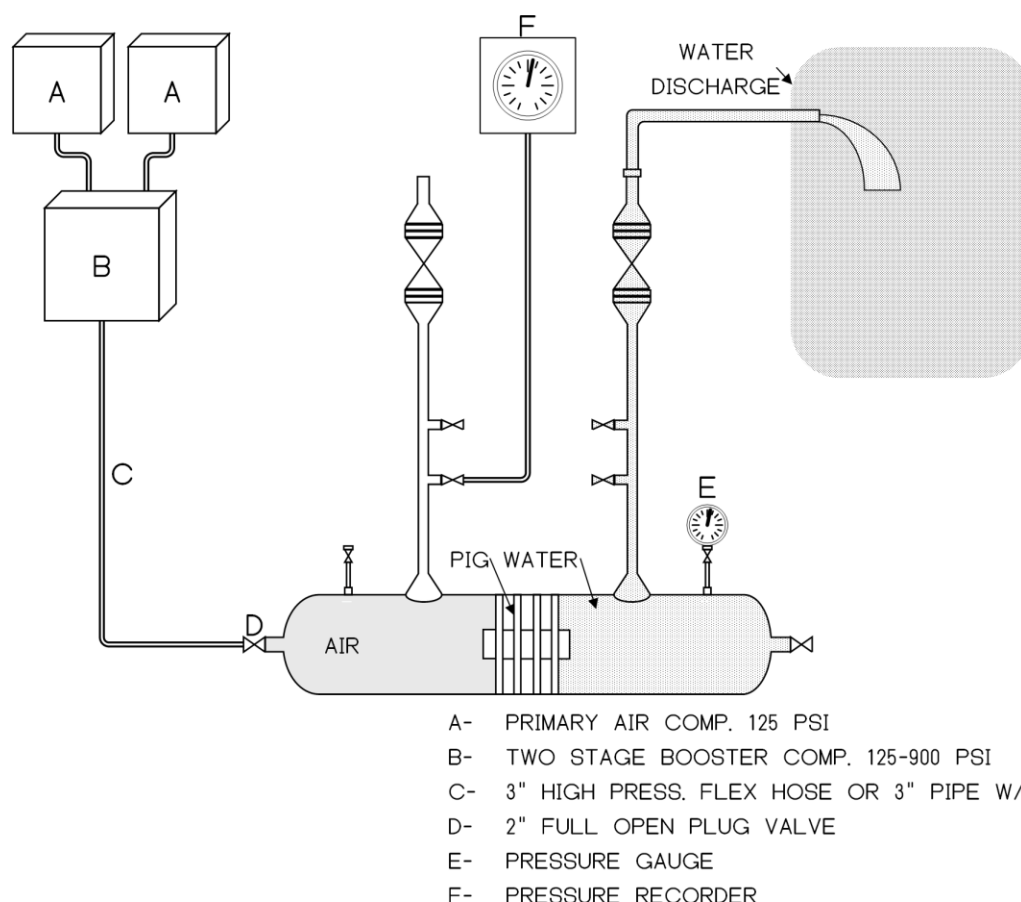 F
WATER
DISCHARGE
A A
B
C
E
PIG WATER
D
AIR
A- PRIMARY AIR COMP. 125 PSI
B- TWO STAGE BOOSTER COMP. 125-900 PSI
C- 3" HIGH PRESS. FLEX HOSE OR 3" PIPE W/
D- 2" FULL OPEN PLUG VALVE
E- PRESSURE GAUGE
F- PRESSURE RECORDER